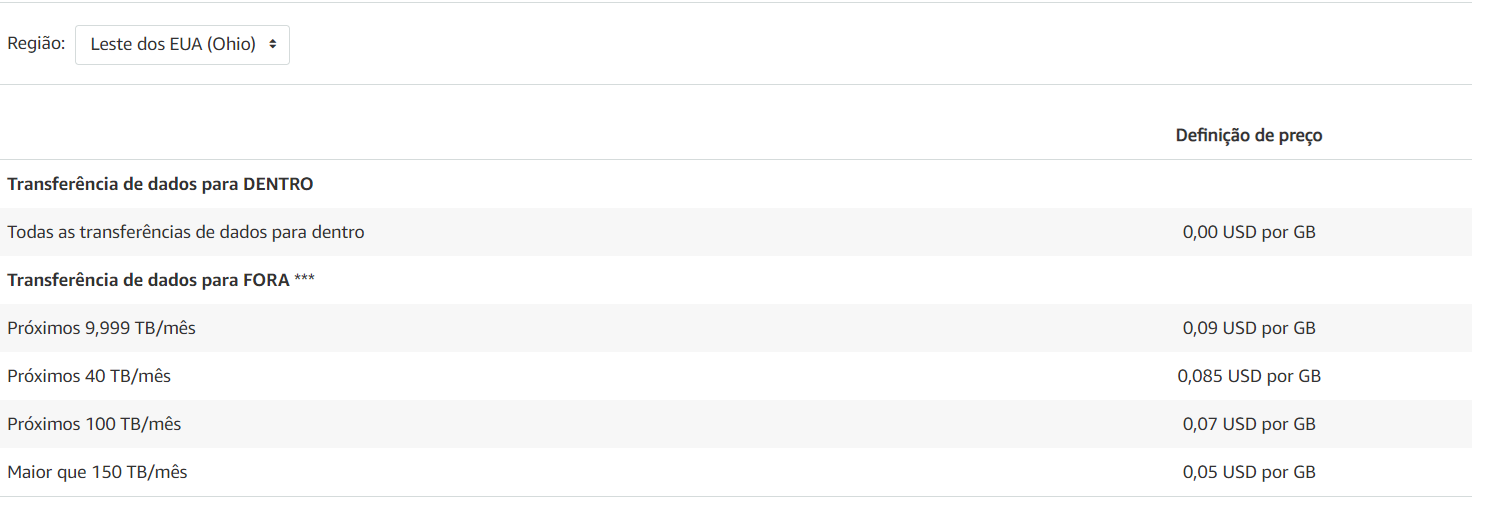 Região: Leste dos EUA (Ohio)
Definição de preço
Transferência de dados para DENTRO
Todas as transferências de dados para dentro 0,00 USD por GB
Transferência de dados para FORA ***
Próximos 9,999 TB/mês 0,09 USD por GB
Próximos 40 TB/mês 0,085 USD por GB
Próximos 100 TB/mês 0,07 USD por GB
Maior que 150 TB/mês 0,05 USD por GB